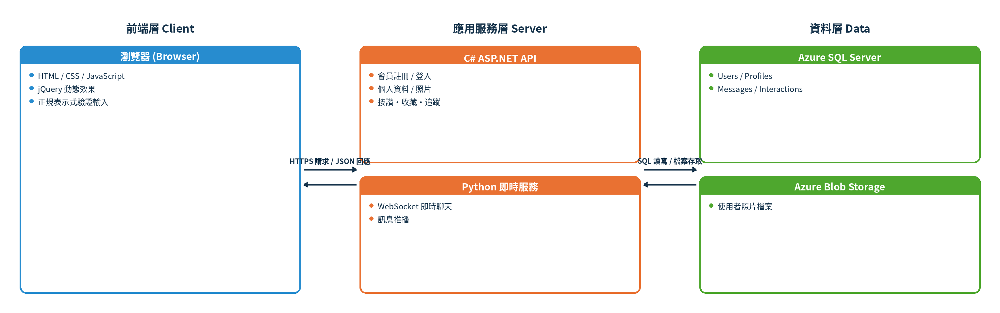 前端層 Client
瀏覽器 (Browser)
HTML / CSS / JavaScript
jQuery 動態效果
正規表示式驗證輸入
HTTPS 請求 / JSON 回應
應用服務層 Server
C# ASP.NET API
會員註冊 / 登入
個人資料 / 照片
按讚・收藏・追蹤
Python 即時服務
WebSocket 即時聊天
訊息推播
SQL 讀寫 / 檔案存取
資料層 Data
Azure SQL Server
Users / Profiles
Messages / Interactions
Azure Blob Storage
使用者照片檔案